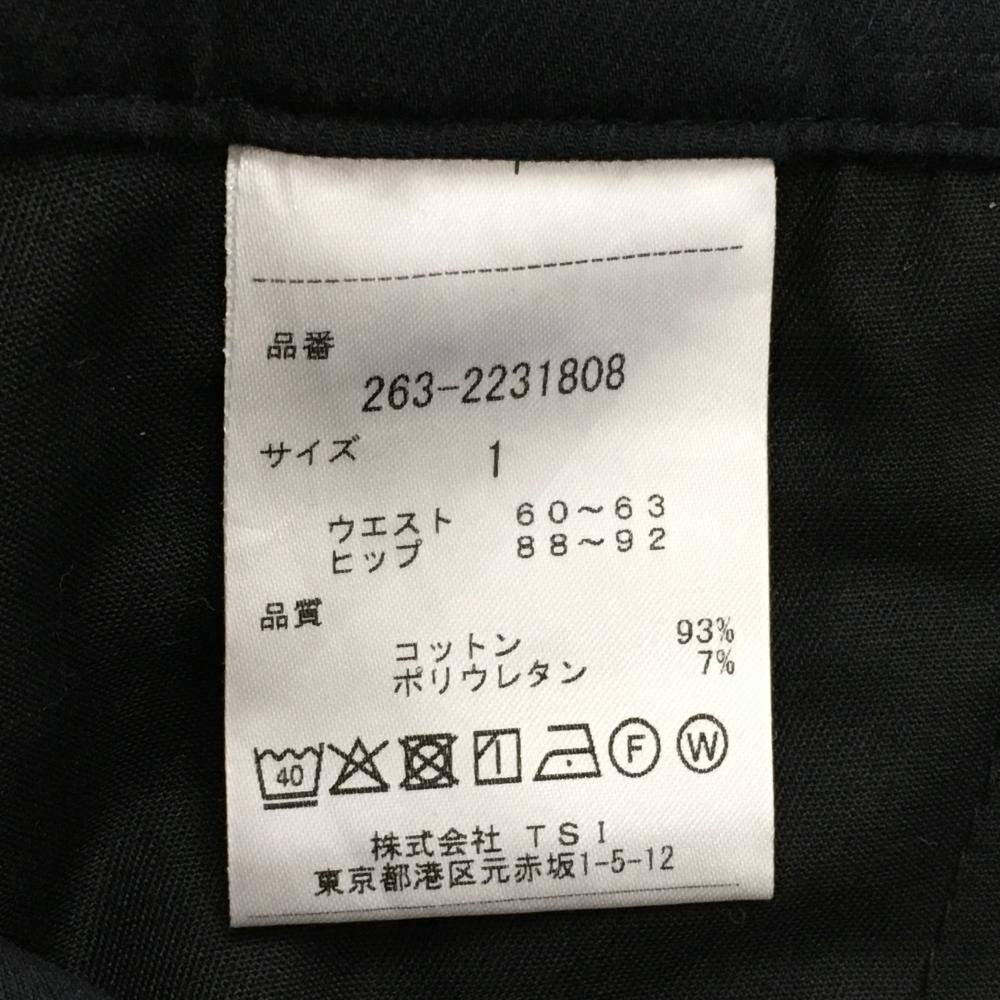 品番
263-2231808
サイズ 1
ウエスト 60～63
ヒップ 88～92
品質
コットン 93%
ポリウレタン 7%
40 1 F W
株式会社 TSI
東京都港区元赤坂1-5-12